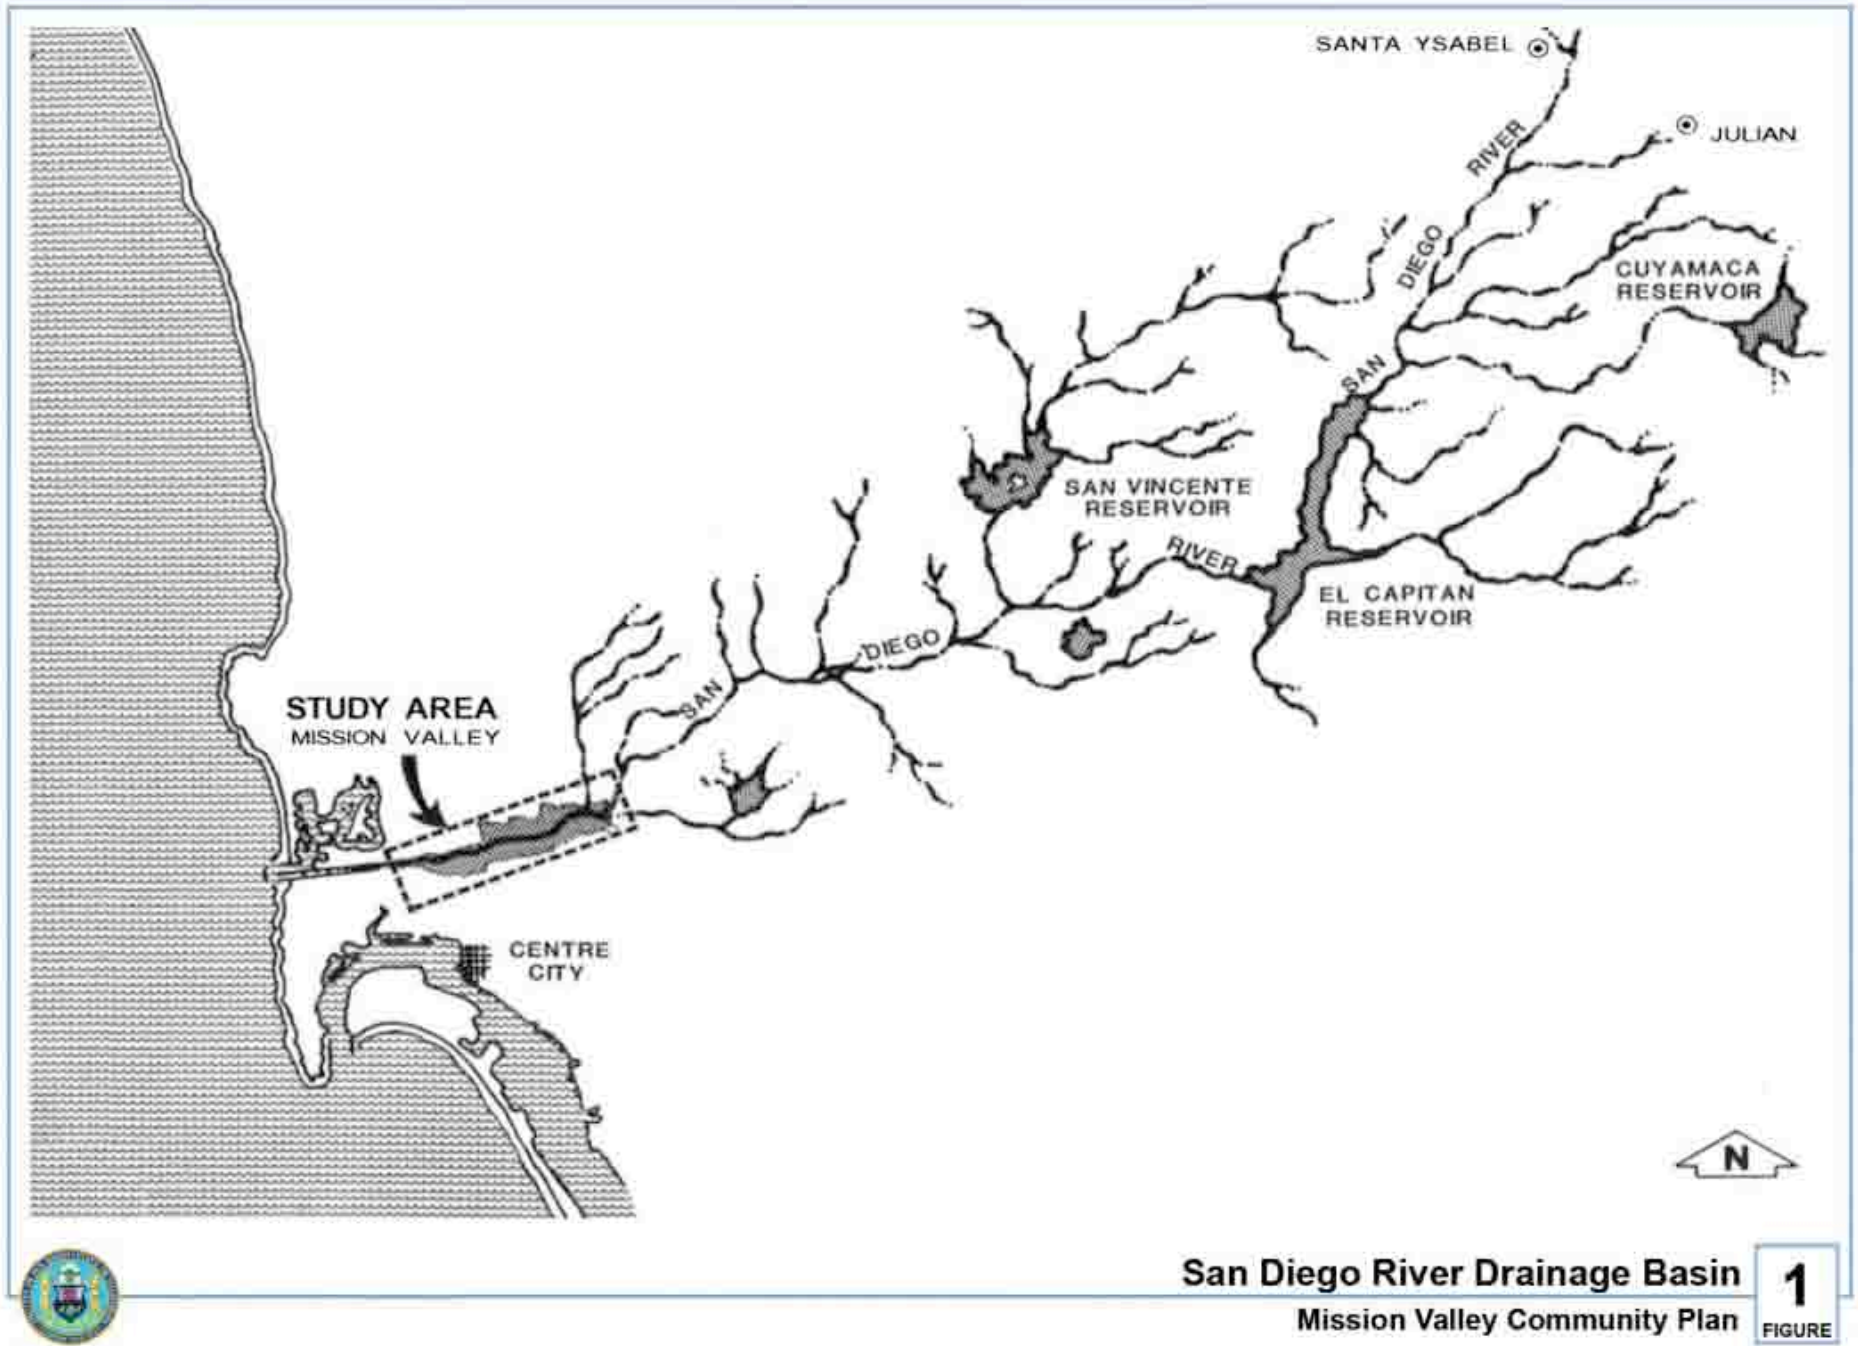 SANTA YSABEL
JULIAN
RIVER
DIEGO
SAN
CUYAMACA
RESERVOIR
SAN VINCENTE
RESERVOIR
RIVER
EL CAPITAN
RESERVOIR
DIEGO
SAN
STUDY AREA
MISSION VALLEY
CENTRE
CITY
N
San Diego River Drainage Basin
Mission Valley Community Plan
1
FIGURE